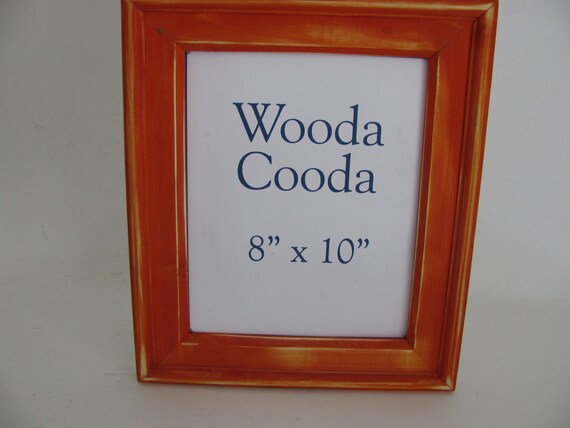 Wooda
Cooda
8” x 10”